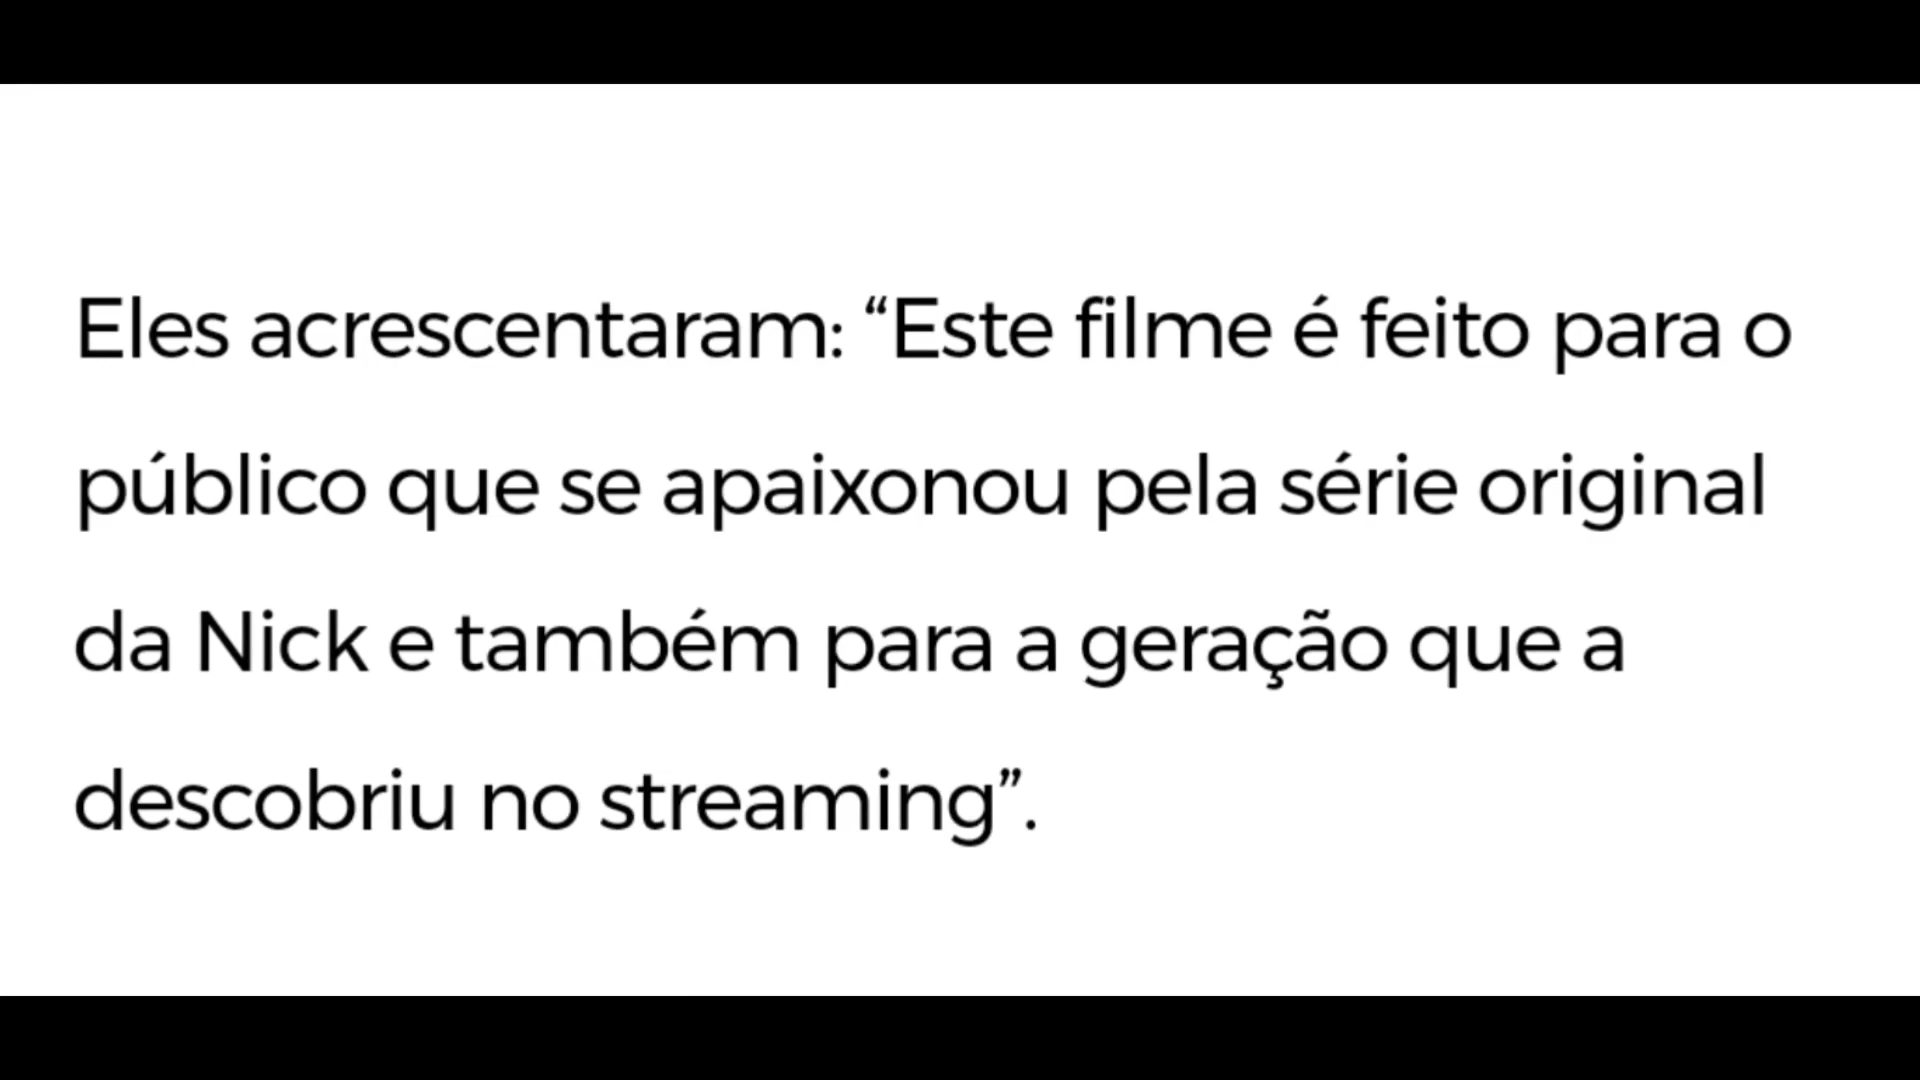 Eles acrescentaram: “Este filme é feito para o
público que se apaixonou pela série original
da Nick e também para a geração que a
descobriu no streaming”.